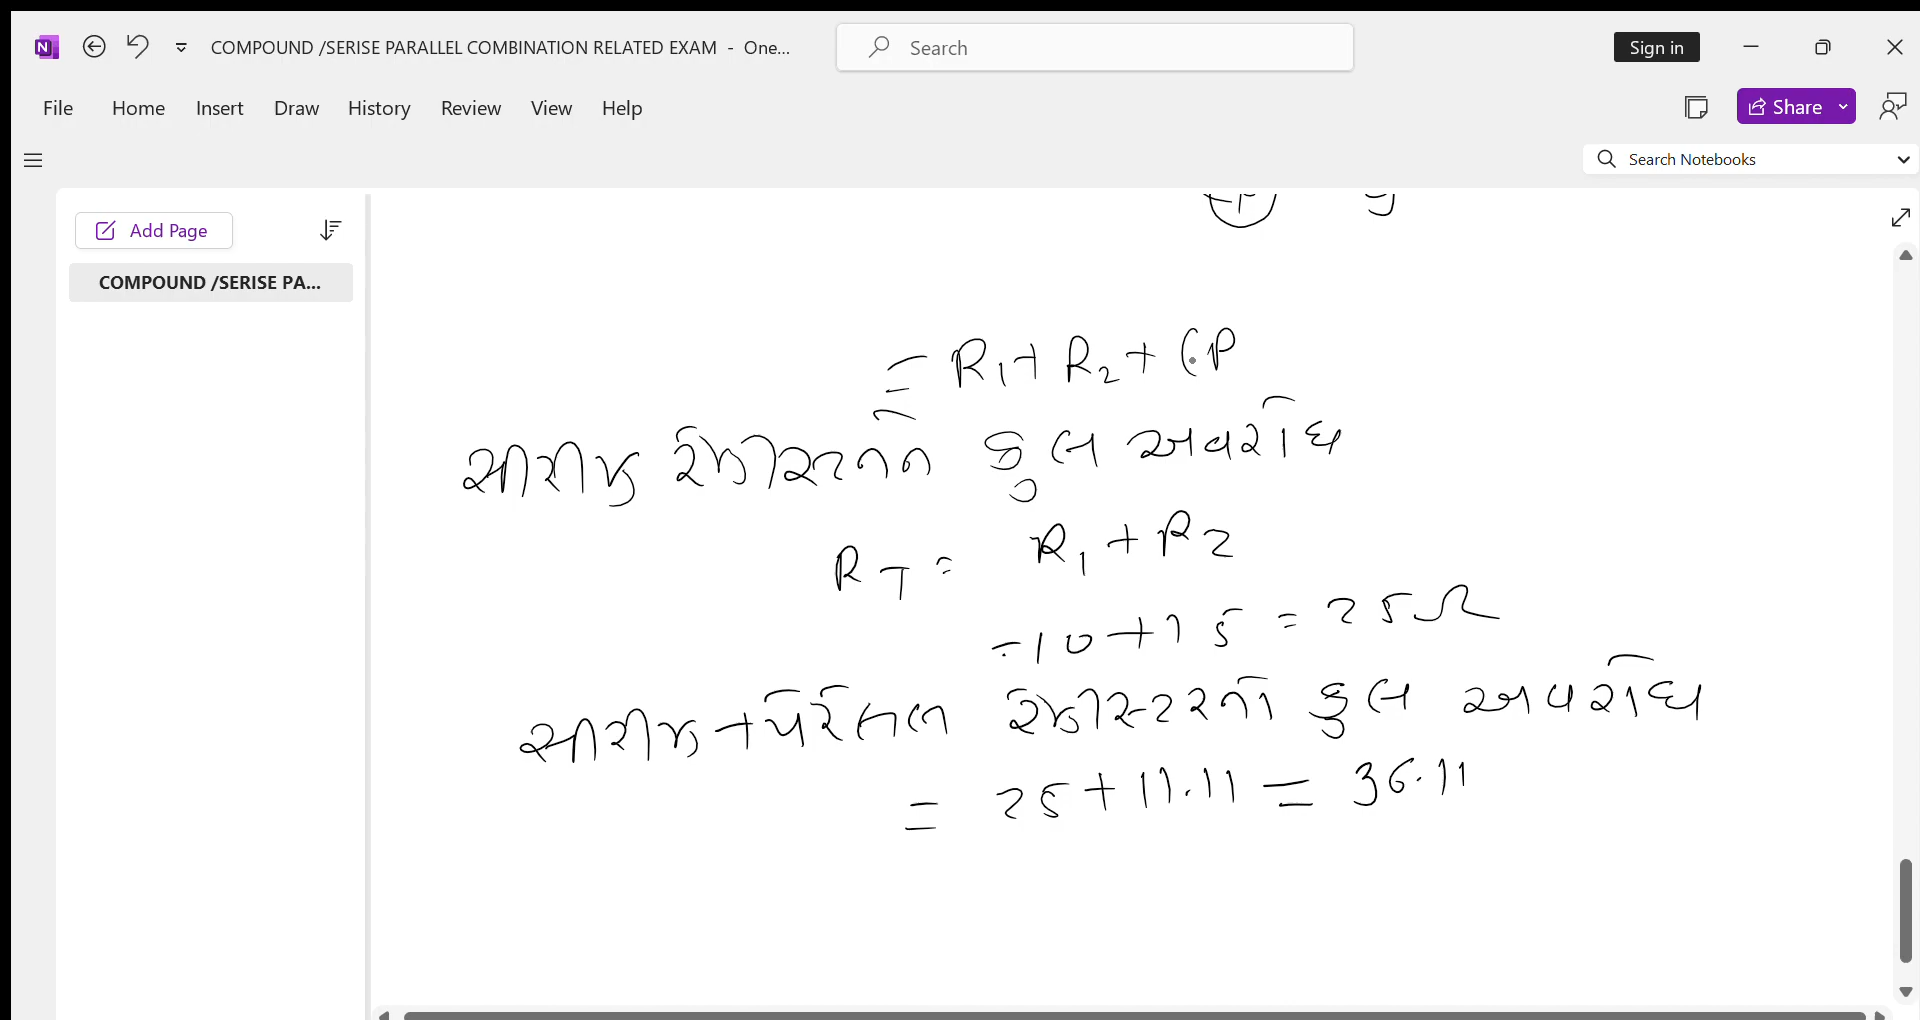 COMPOUND /SERISE PARALLEL COMBINATION RELATED EXAM - One...
Search
Sign in
File Home Insert Draw History Review View Help
Share
Search Notebooks
Add Page
COMPOUND /SERISE PA...
= R1 + R2 + (P
સીરીઝ કુલ અવરોધ
RT = R1 + R2
= 10 + 15 = 25Ω
સીરીઝ + પેરેલલ કુલ અવરોધ
= 25 + 11.11 = 36.11